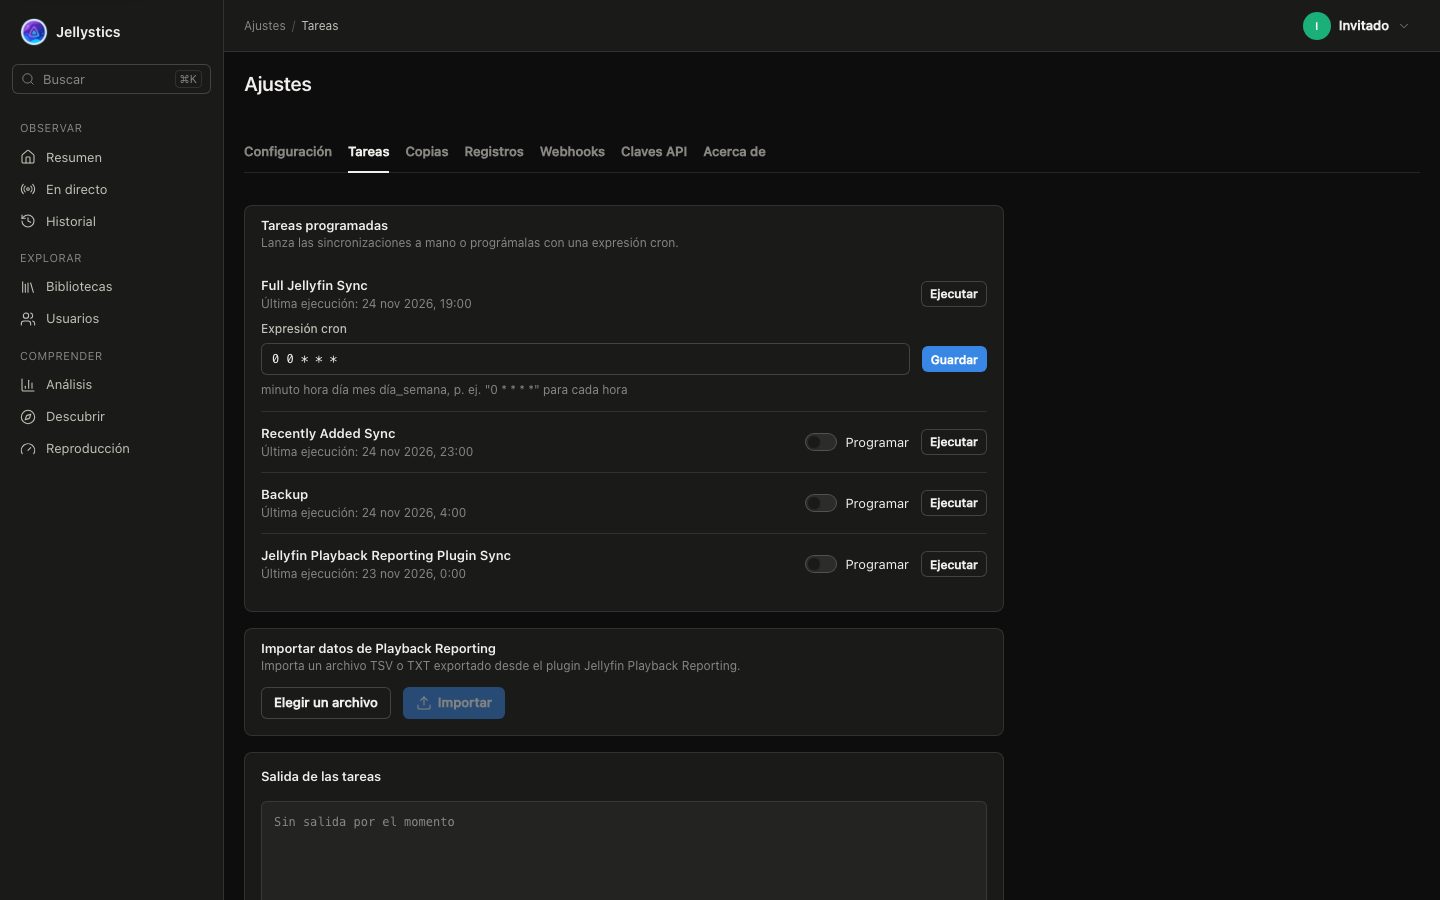 Jellystics
Ajustes / Tareas
I Invitado
Buscar ⌘K
OBSERVAR
Resumen
En directo
Historial
EXPLORAR
Bibliotecas
Usuarios
COMPRENDER
Análisis
Descubrir
Reproducción
Ajustes
Configuración Tareas Copias Registros Webhooks Claves API Acerca de
Tareas programadas
Lanza las sincronizaciones a mano o prográmalas con una expresión cron.
Full Jellyfin Sync
Última ejecución: 24 nov 2026, 19:00
Ejecutar
Expresión cron
0 0 * * *
Guardar
minuto hora día mes día_semana, p. ej. "0 * * * *" para cada hora
Recently Added Sync
Última ejecución: 24 nov 2026, 23:00
Programar Ejecutar
Backup
Última ejecución: 24 nov 2026, 4:00
Programar Ejecutar
Jellyfin Playback Reporting Plugin Sync
Última ejecución: 23 nov 2026, 0:00
Programar Ejecutar
Importar datos de Playback Reporting
Importa un archivo TSV o TXT exportado desde el plugin Jellyfin Playback Reporting.
Elegir un archivo Importar
Salida de las tareas
Sin salida por el momento